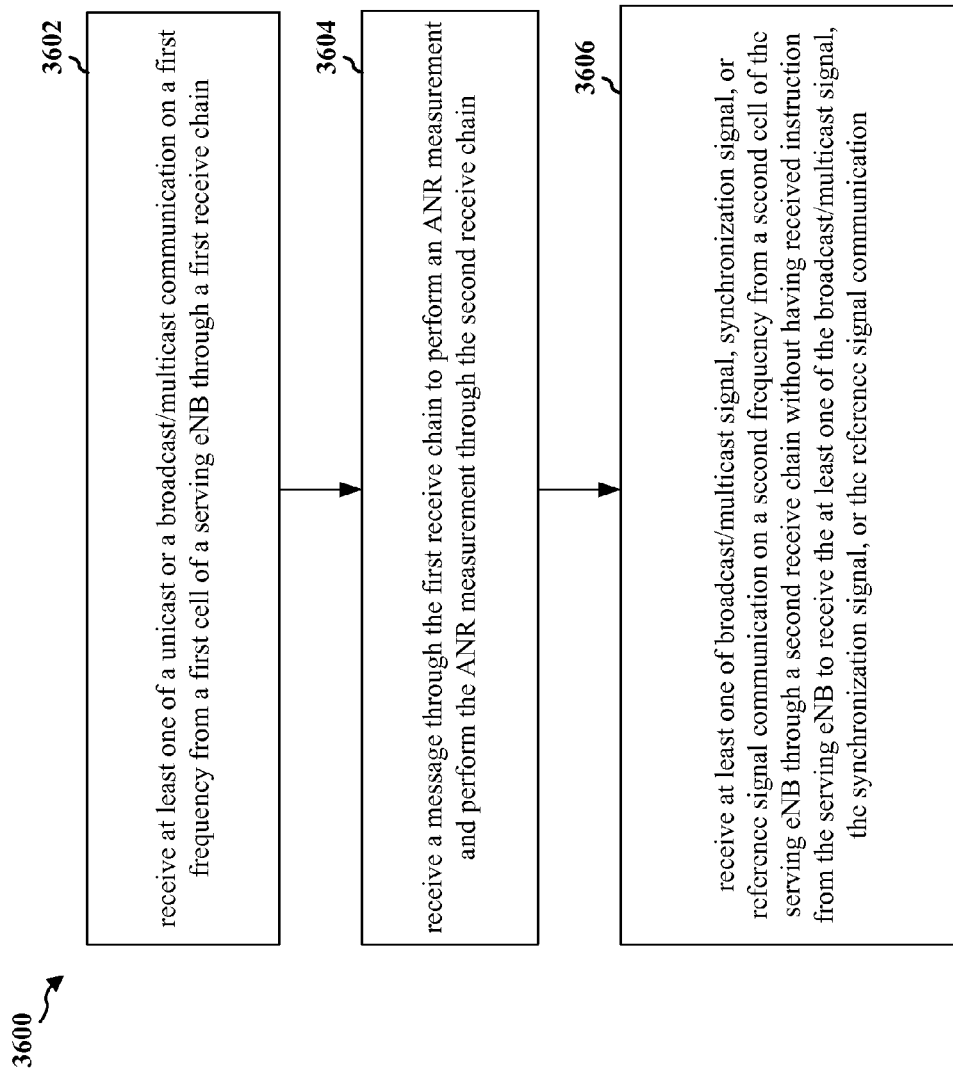 3600
3602
receive at least one of a unicast or a broadcast/multicast communication on a first
frequency from a first cell of a serving eNB through a first receive chain
3604
receive a message through the first receive chain to perform an ANR measurement
and perform the ANR measurement through the second receive chain
3606
receive at least one of broadcast/multicast signal, synchronization signal, or
reference signal communication on a second frequency from a second cell of the
serving eNB through a second receive chain without having received instruction
from the serving eNB to receive the at least one of the broadcast/multicast signal,
the synchronization signal, or the reference signal communication